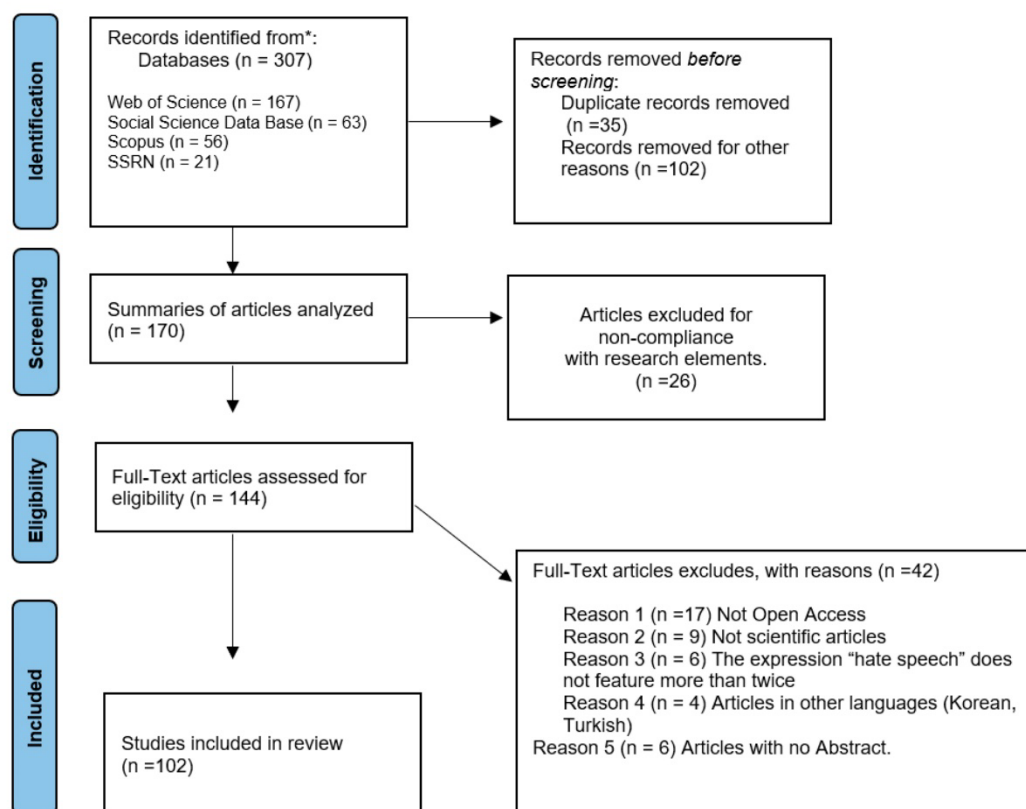 Identification
Records identified from*:
Databases (n = 307)
Web of Science (n = 167)
Social Science Data Base (n = 63)
Scopus (n = 56)
SSRN (n = 21)
Records removed before
screening:
Duplicate records removed
(n =35)
Records removed for other
reasons (n =102)
Screening
Summaries of articles analyzed
(n = 170)
Articles excluded for
non-compliance
with research elements.
(n =26)
Eligibility
Full-Text articles assessed for
eligibility (n = 144)
Full-Text articles excludes, with reasons (n =42)
Reason 1 (n =17) Not Open Access
Reason 2 (n = 9) Not scientific articles
Reason 3 (n = 6) The expression “hate speech” does
not feature more than twice
Reason 4 (n = 4) Articles in other languages (Korean,
Turkish)
Reason 5 (n = 6) Articles with no Abstract.
Included
Studies included in review
(n =102)